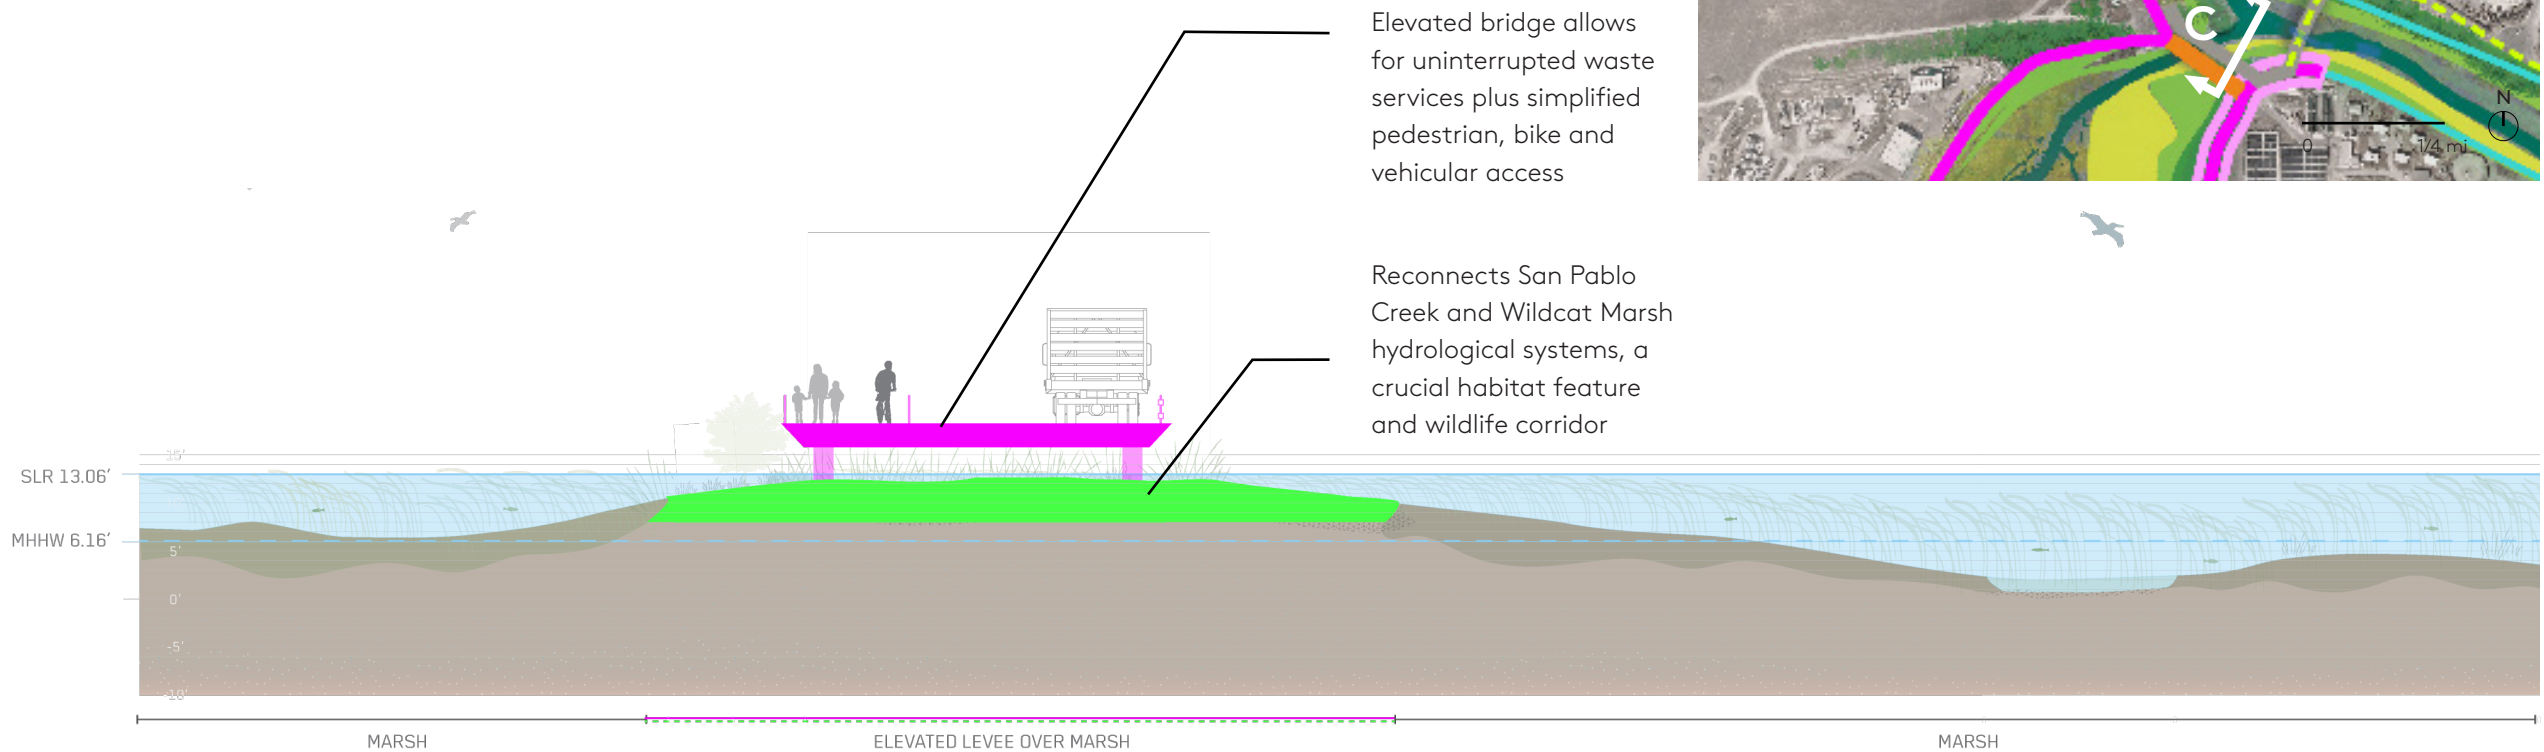 Elevated bridge allows
for uninterrupted waste
services plus simplified
pedestrian, bike and
vehicular access
C
N
0 1/4 mi
Reconnects San Pablo
Creek and Wildcat Marsh
hydrological systems, a
crucial habitat feature
and wildlife corridor
15'
SLR 13.06'
MHHW 6.16'
5'
0'
-5'
-10'
MARSH
ELEVATED LEVEE OVER MARSH
MARSH